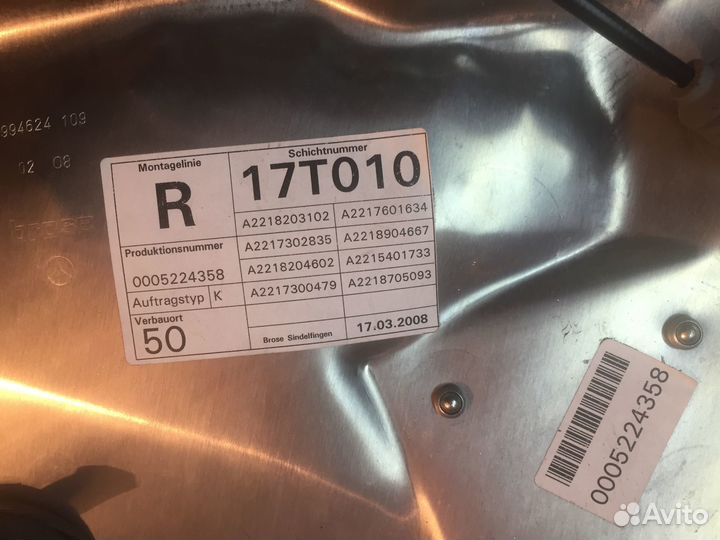 994624 109
02 08
Montagelinie
R
Schichtnummer
17T010
Produktionsnummer
0005224358
Auftragstyp K
Verbauort
50
A2218203102 A2217601634
A2217302835 A2218904667
A2218204602 A2215401733
A2217300479 A2218705093
Brose Sindelfingen 17.03.2008
0005224358
Avito